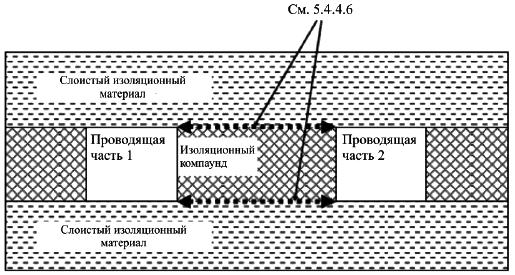 См. 5.4.4.6
Слоистый изоляционный
материал
Проводящая
часть 1
Изоляционный
компаунд
Проводящая
часть 2
Слоистый изоляционный
материал